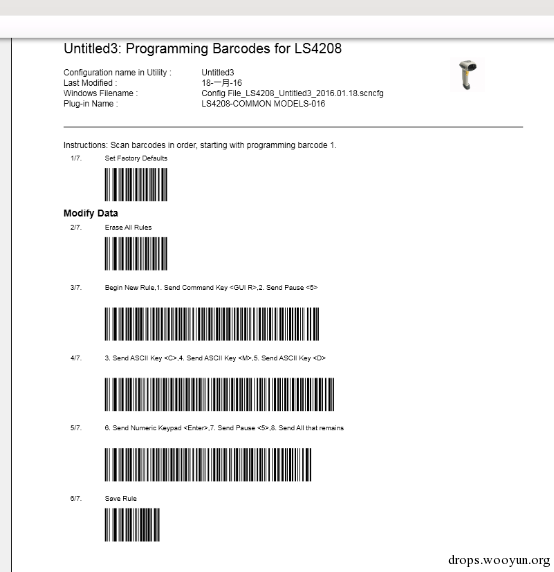 Untitled3: Programming Barcodes for LS4208
Configuration name in Utility : Untitled3
Last Modified : 18-一月-16
Windows Filename : Config File_LS4208_Untitled3_2016.01.18.scncfg
Plug-in Name : LS4208-COMMON MODELS-016
Instructions: Scan barcodes in order, starting with programming barcode 1.
1/7. Set Factory Defaults
Modify Data
2/7. Erase All Rules
3/7. Begin New Rule,1. Send Command Key <GUI R>,2. Send Pause <5>
4/7. 3. Send ASCII Key <C>,4. Send ASCII Key <M>,5. Send ASCII Key <D>
5/7. 6. Send Numeric Keypad <Enter>,7. Send Pause <5>,8. Send All that remains
6/7. Save Rule
drops.wooyun.org